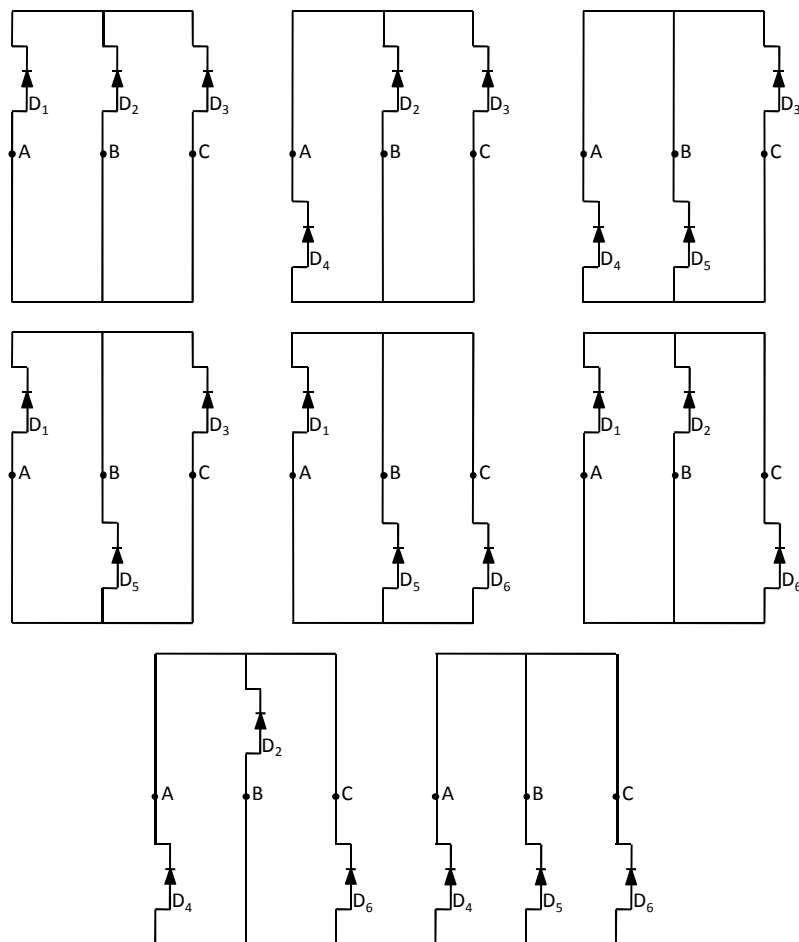 D1 D2 D3
A B C
D2 D3
A B C
D4
D3
A B C
D4 D5
D1 D3
A B C
D5
D1
A B C
D5 D6
D1 D2
A B C
D6
D2
A B C
D4 D6
A B C
D4 D5 D6